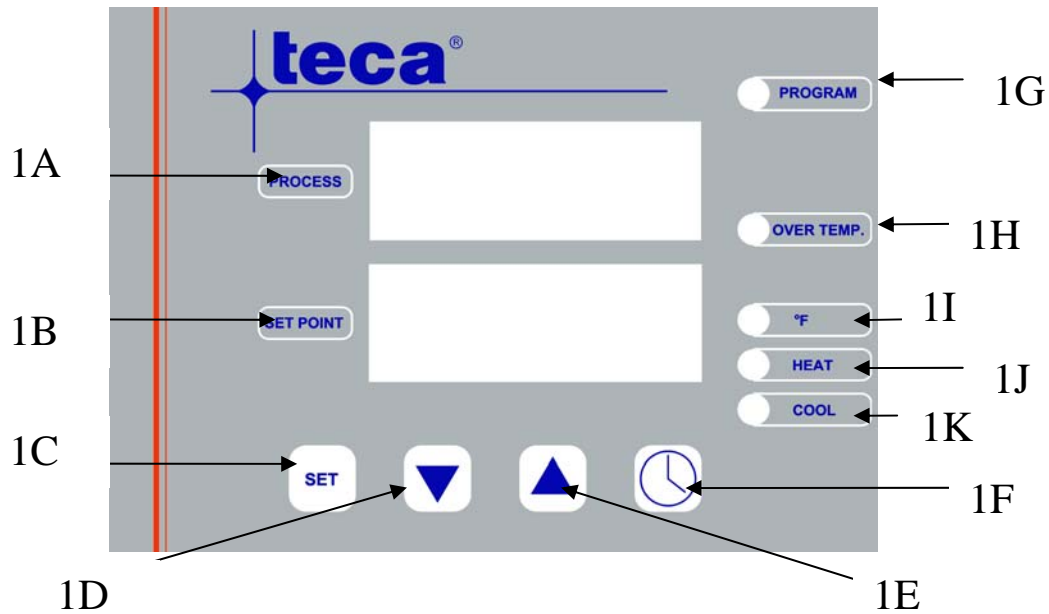 teca®
PROGRAM
1G
1A
PROCESS
OVER TEMP.
1H
1B
SET POINT
°F
1I
HEAT
1J
COOL
1K
1C
SET
1F
1D
1E